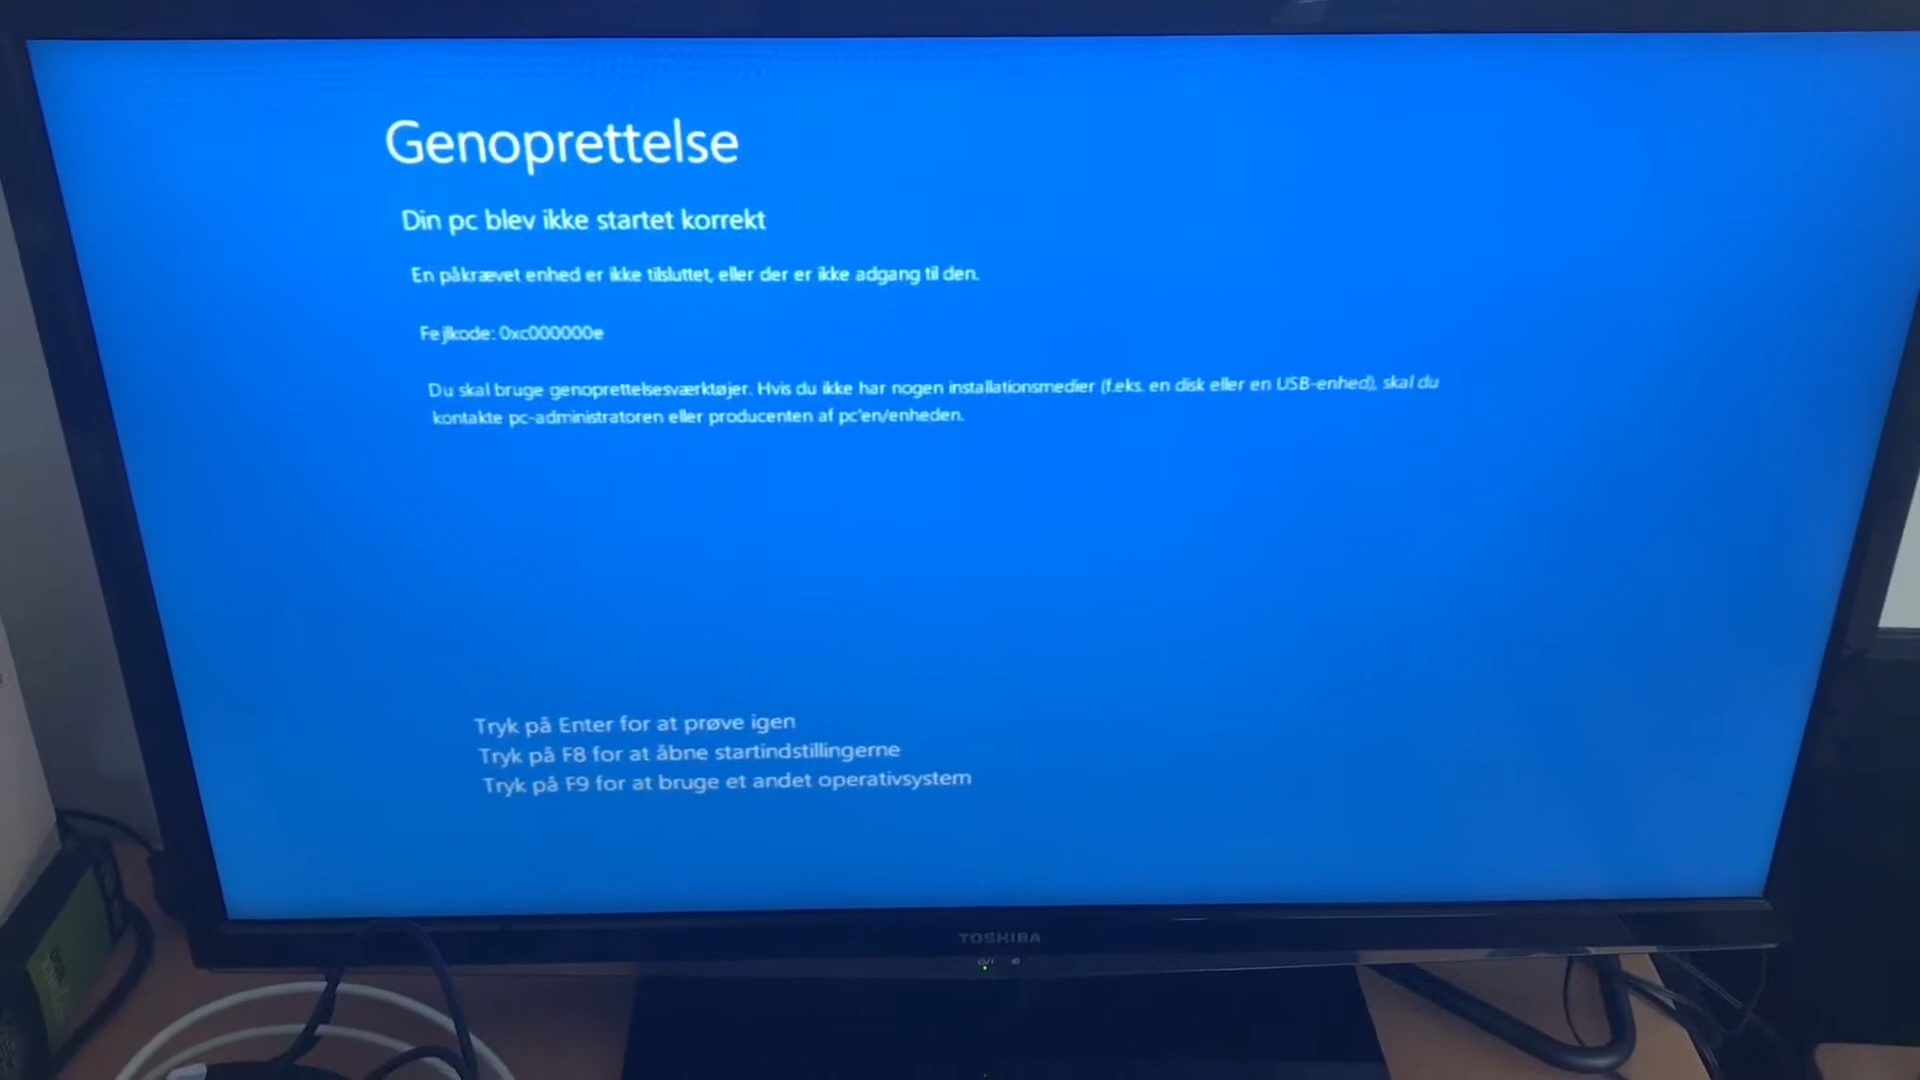 Genoprettelse
Din pc blev ikke startet korrekt
En påkrævet enhed er ikke tilsluttet, eller der er ikke adgang til den.
Fejlkode: 0xc000000e
Du skal bruge genoprettelsesværktøjer. Hvis du ikke har nogen installationsmedier (f.eks. en disk eller en USB-enhed), skal du
kontakte pc-administratoren eller producenten af pc'en/enheden.
Tryk på Enter for at prøve igen
Tryk på F8 for at åbne startindstillingerne
Tryk på F9 for at bruge et andet operativsystem
TOSHIBA